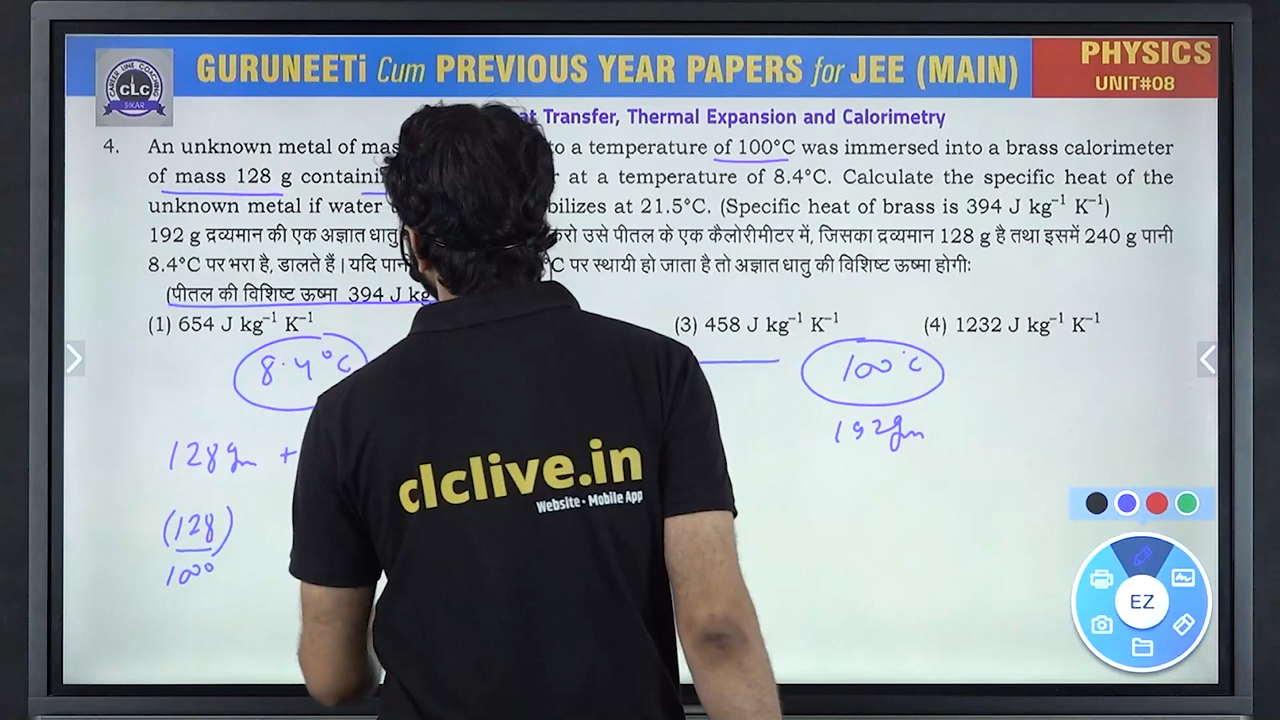 GURUNEETi Cum PREVIOUS YEAR PAPERS for JEE (MAIN)
PHYSICS
UNIT#08
CAREER LINE COACHING
CLC
SIKAR
at Transfer, Thermal Expansion and Calorimetry
4. An unknown metal of mas to a temperature of 100°C was immersed into a brass calorimeter
of mass 128 g containi r at a temperature of 8.4°C. Calculate the specific heat of the
unknown metal if water bilizes at 21.5°C. (Specific heat of brass is 394 J kg⁻¹ K⁻¹)
192 g द्रव्यमान की एक अज्ञात धातु करो उसे पीतल के एक कैलोरीमीटर में, जिसका द्रव्यमान 128 g है तथा इसमें 240 g पानी
8.4°C पर भरा है, डालते हैं। यदि पान °C पर स्थायी हो जाता है तो अज्ञात धातु की विशिष्ट ऊष्मा होगीः
(पीतल की विशिष्ट ऊष्मा 394 J kg
(1) 654 J kg⁻¹ K⁻¹ (3) 458 J kg⁻¹ K⁻¹ (4) 1232 J kg⁻¹ K⁻¹
8.4°C 100°C
192gm
128gm +
(128)
1000
clclive.in
Website - Mobile App
EZ